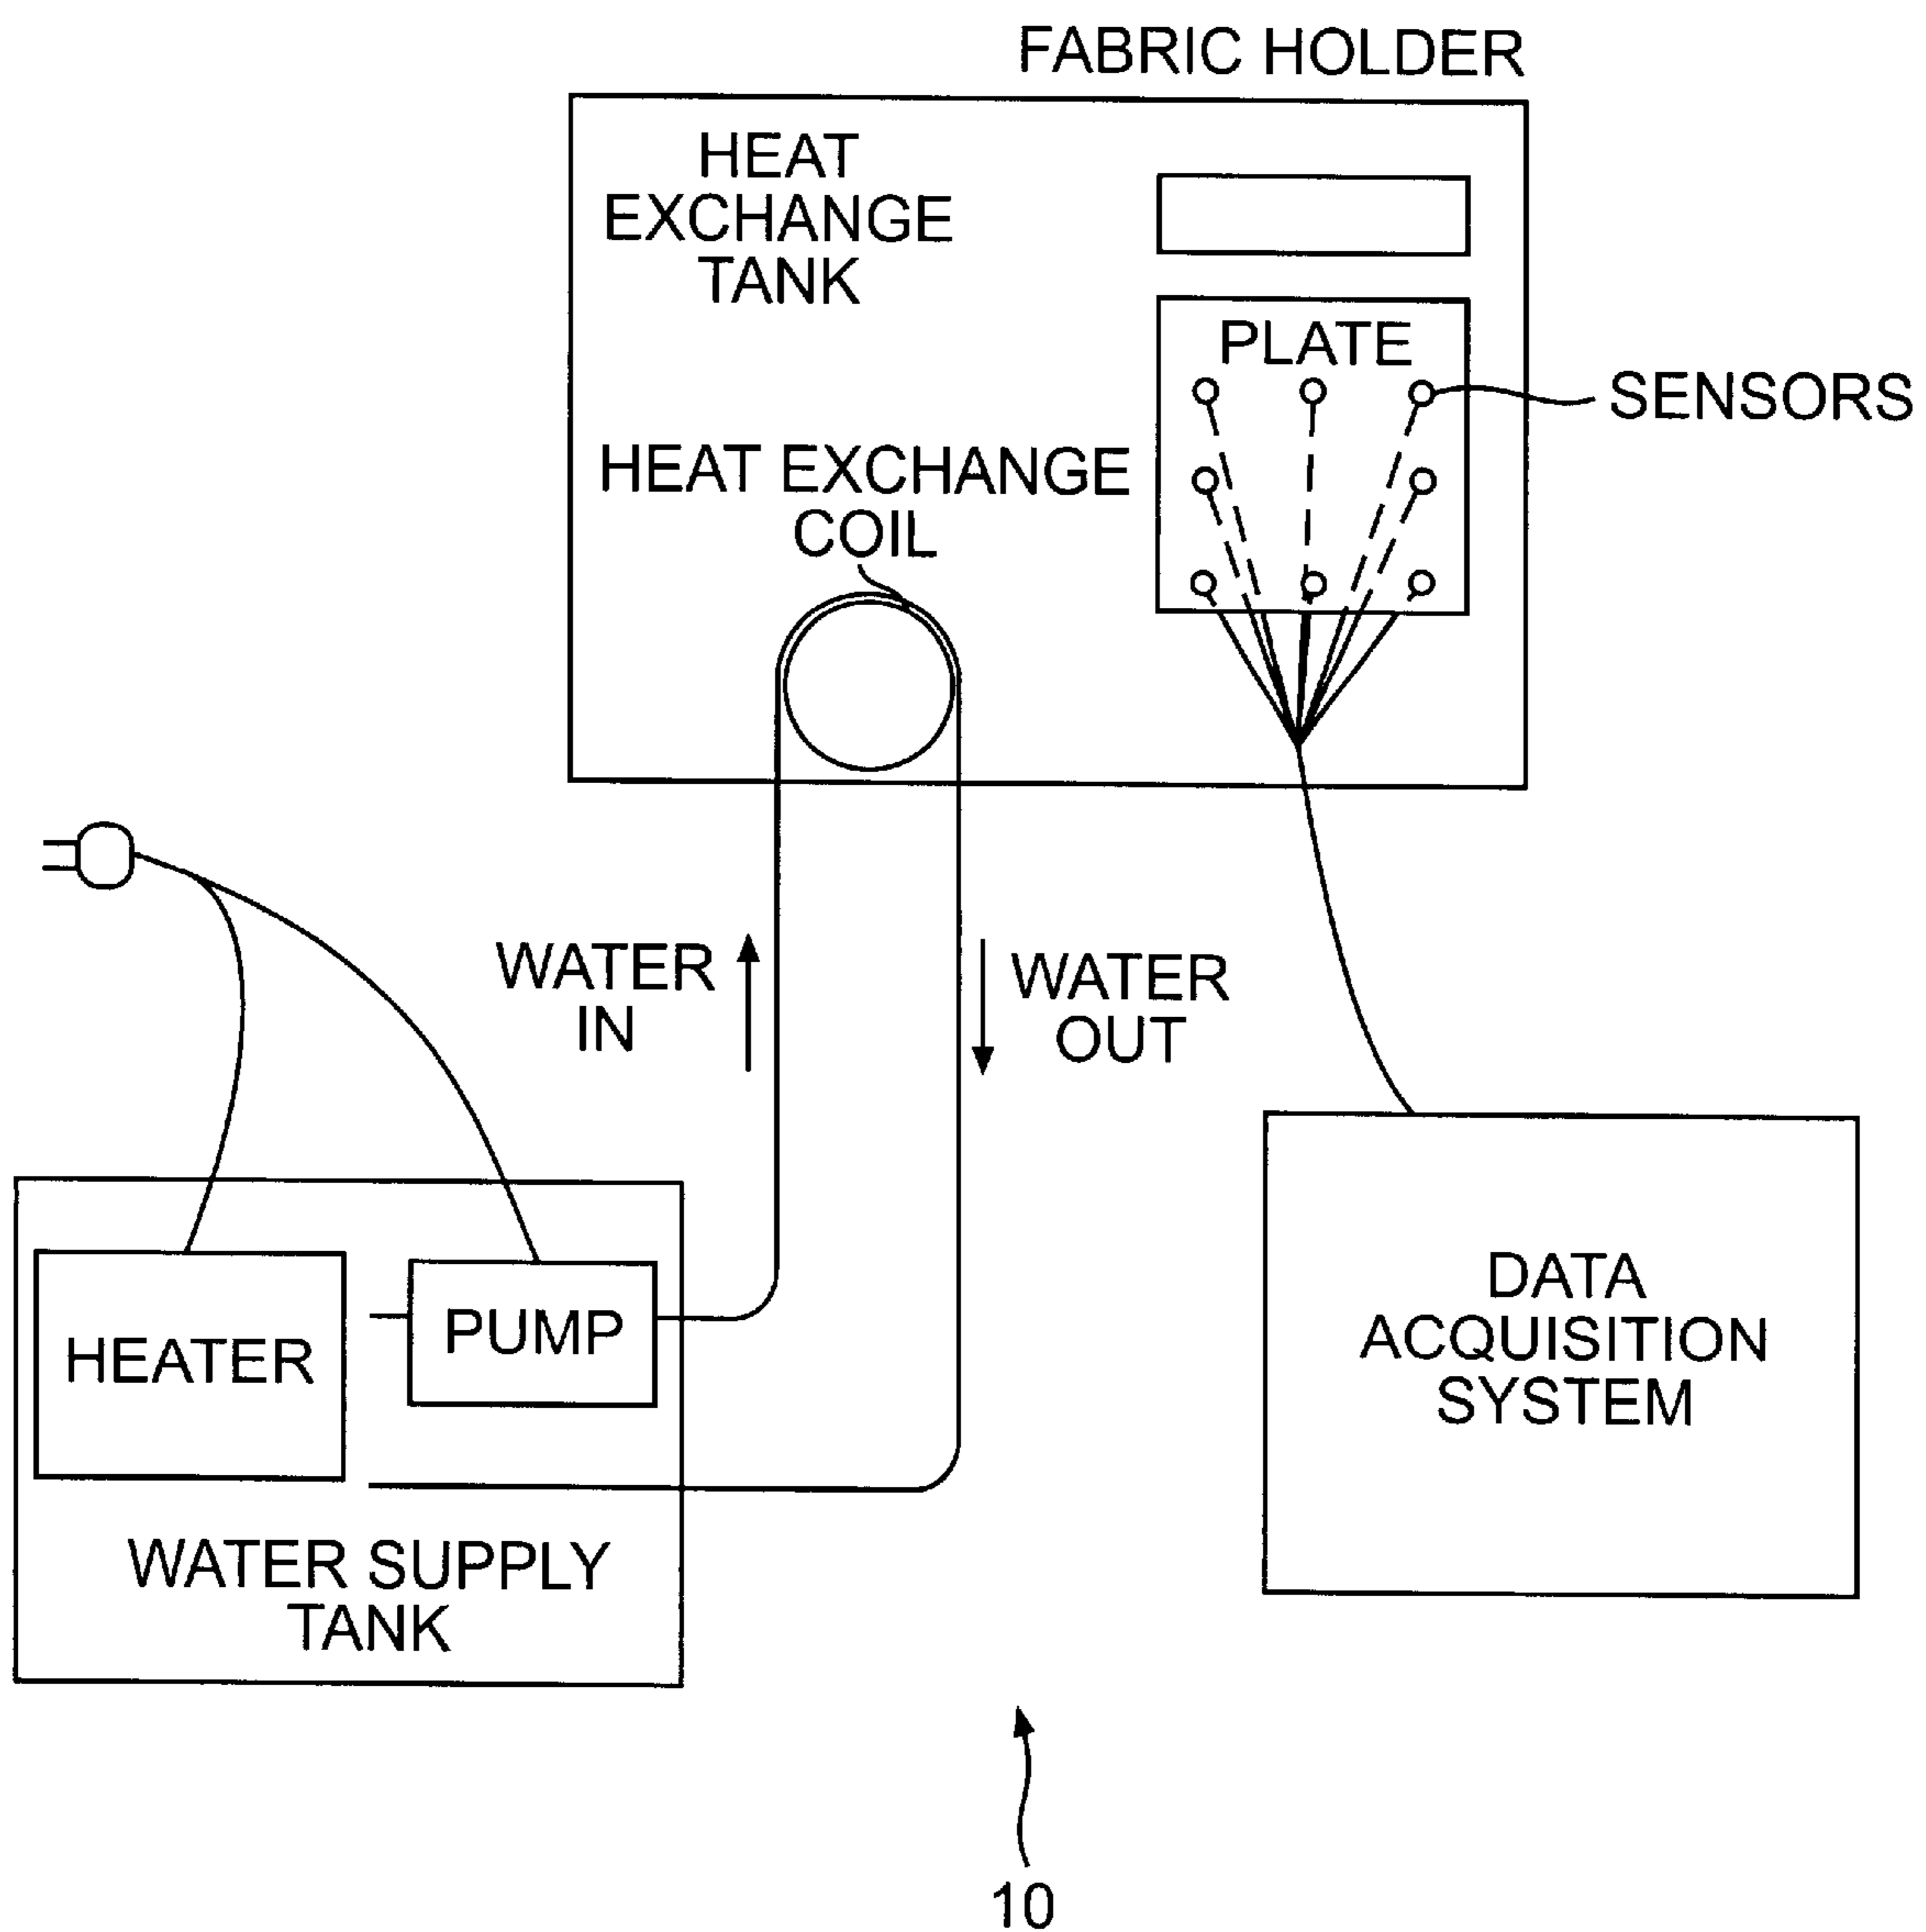 FABRIC HOLDER
HEAT
EXCHANGE
TANK
PLATE
SENSORS
HEAT EXCHANGE
COIL
WATER
IN
WATER
OUT
HEATER
PUMP
WATER SUPPLY
TANK
DATA
ACQUISITION
SYSTEM
10